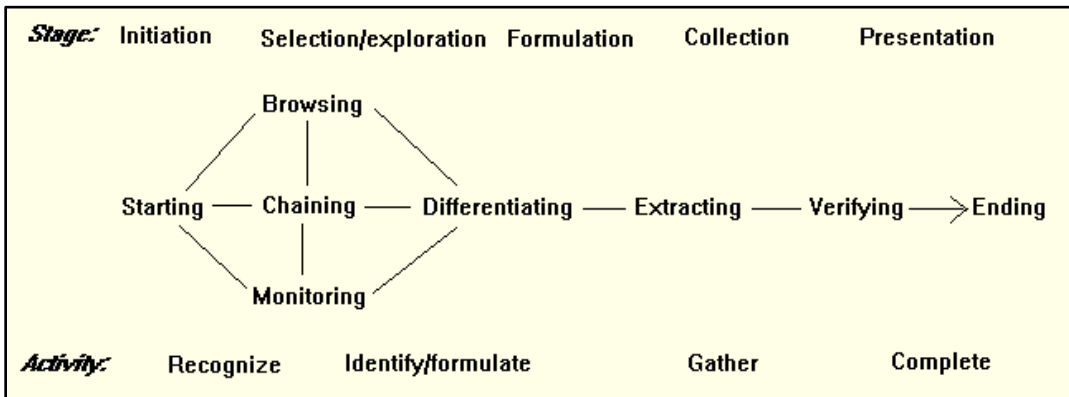 Stage: Initiation Selection/exploration Formulation Collection Presentation
Browsing
Starting Chaining Differentiating Extracting Verifying Ending
Monitoring
Activity: Recognize Identify/formulate Gather Complete